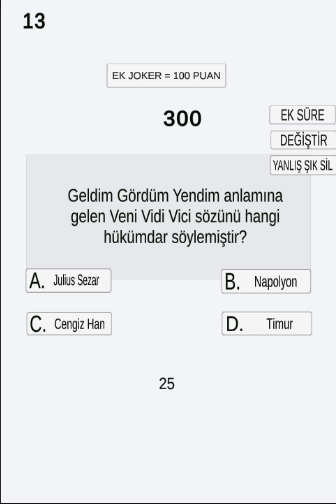 13
EK JOKER = 100 PUAN
300
EK SÜRE
DEĞİŞTİR
YANLIŞ ŞIK SİL
Geldim Gördüm Yendim anlamına
gelen Veni Vidi Vici sözünü hangi
hükümdar söylemiştir?
A. Julius Sezar
B. Napolyon
C. Cengiz Han
D. Timur
25